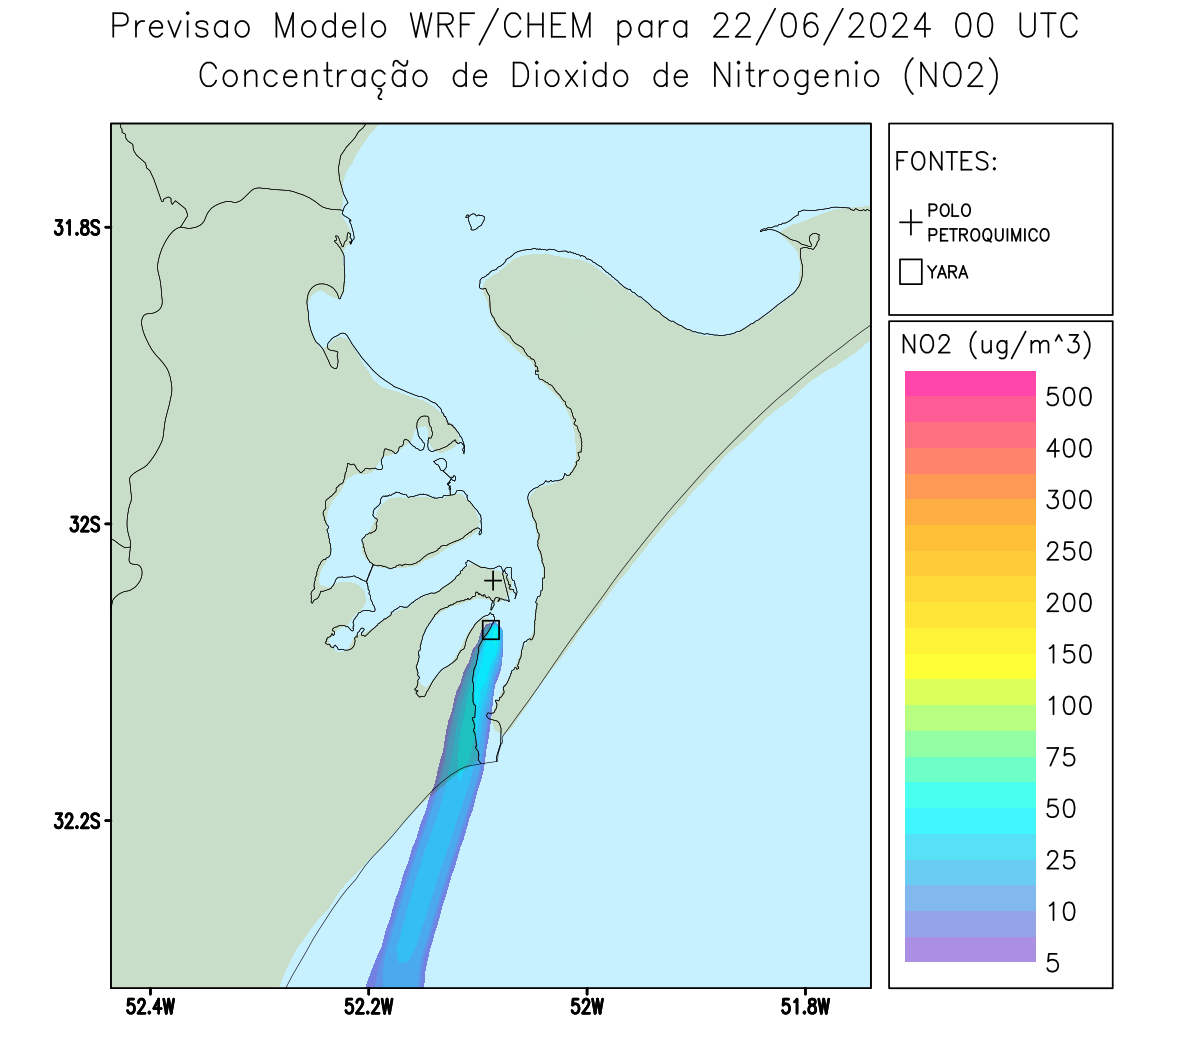 Previsao Modelo WRF/CHEM para 22/06/2024 00 UTC
Concentração de Dioxido de Nitrogenio (NO2)
FONTES:
POLO
PETROQUIMICO
YARA
NO2 (ug/m^3)
500
400
300
250
200
150
100
75
50
25
10
5
31.8S
32S
32.2S
52.4W
52.2W
52W
51.8W